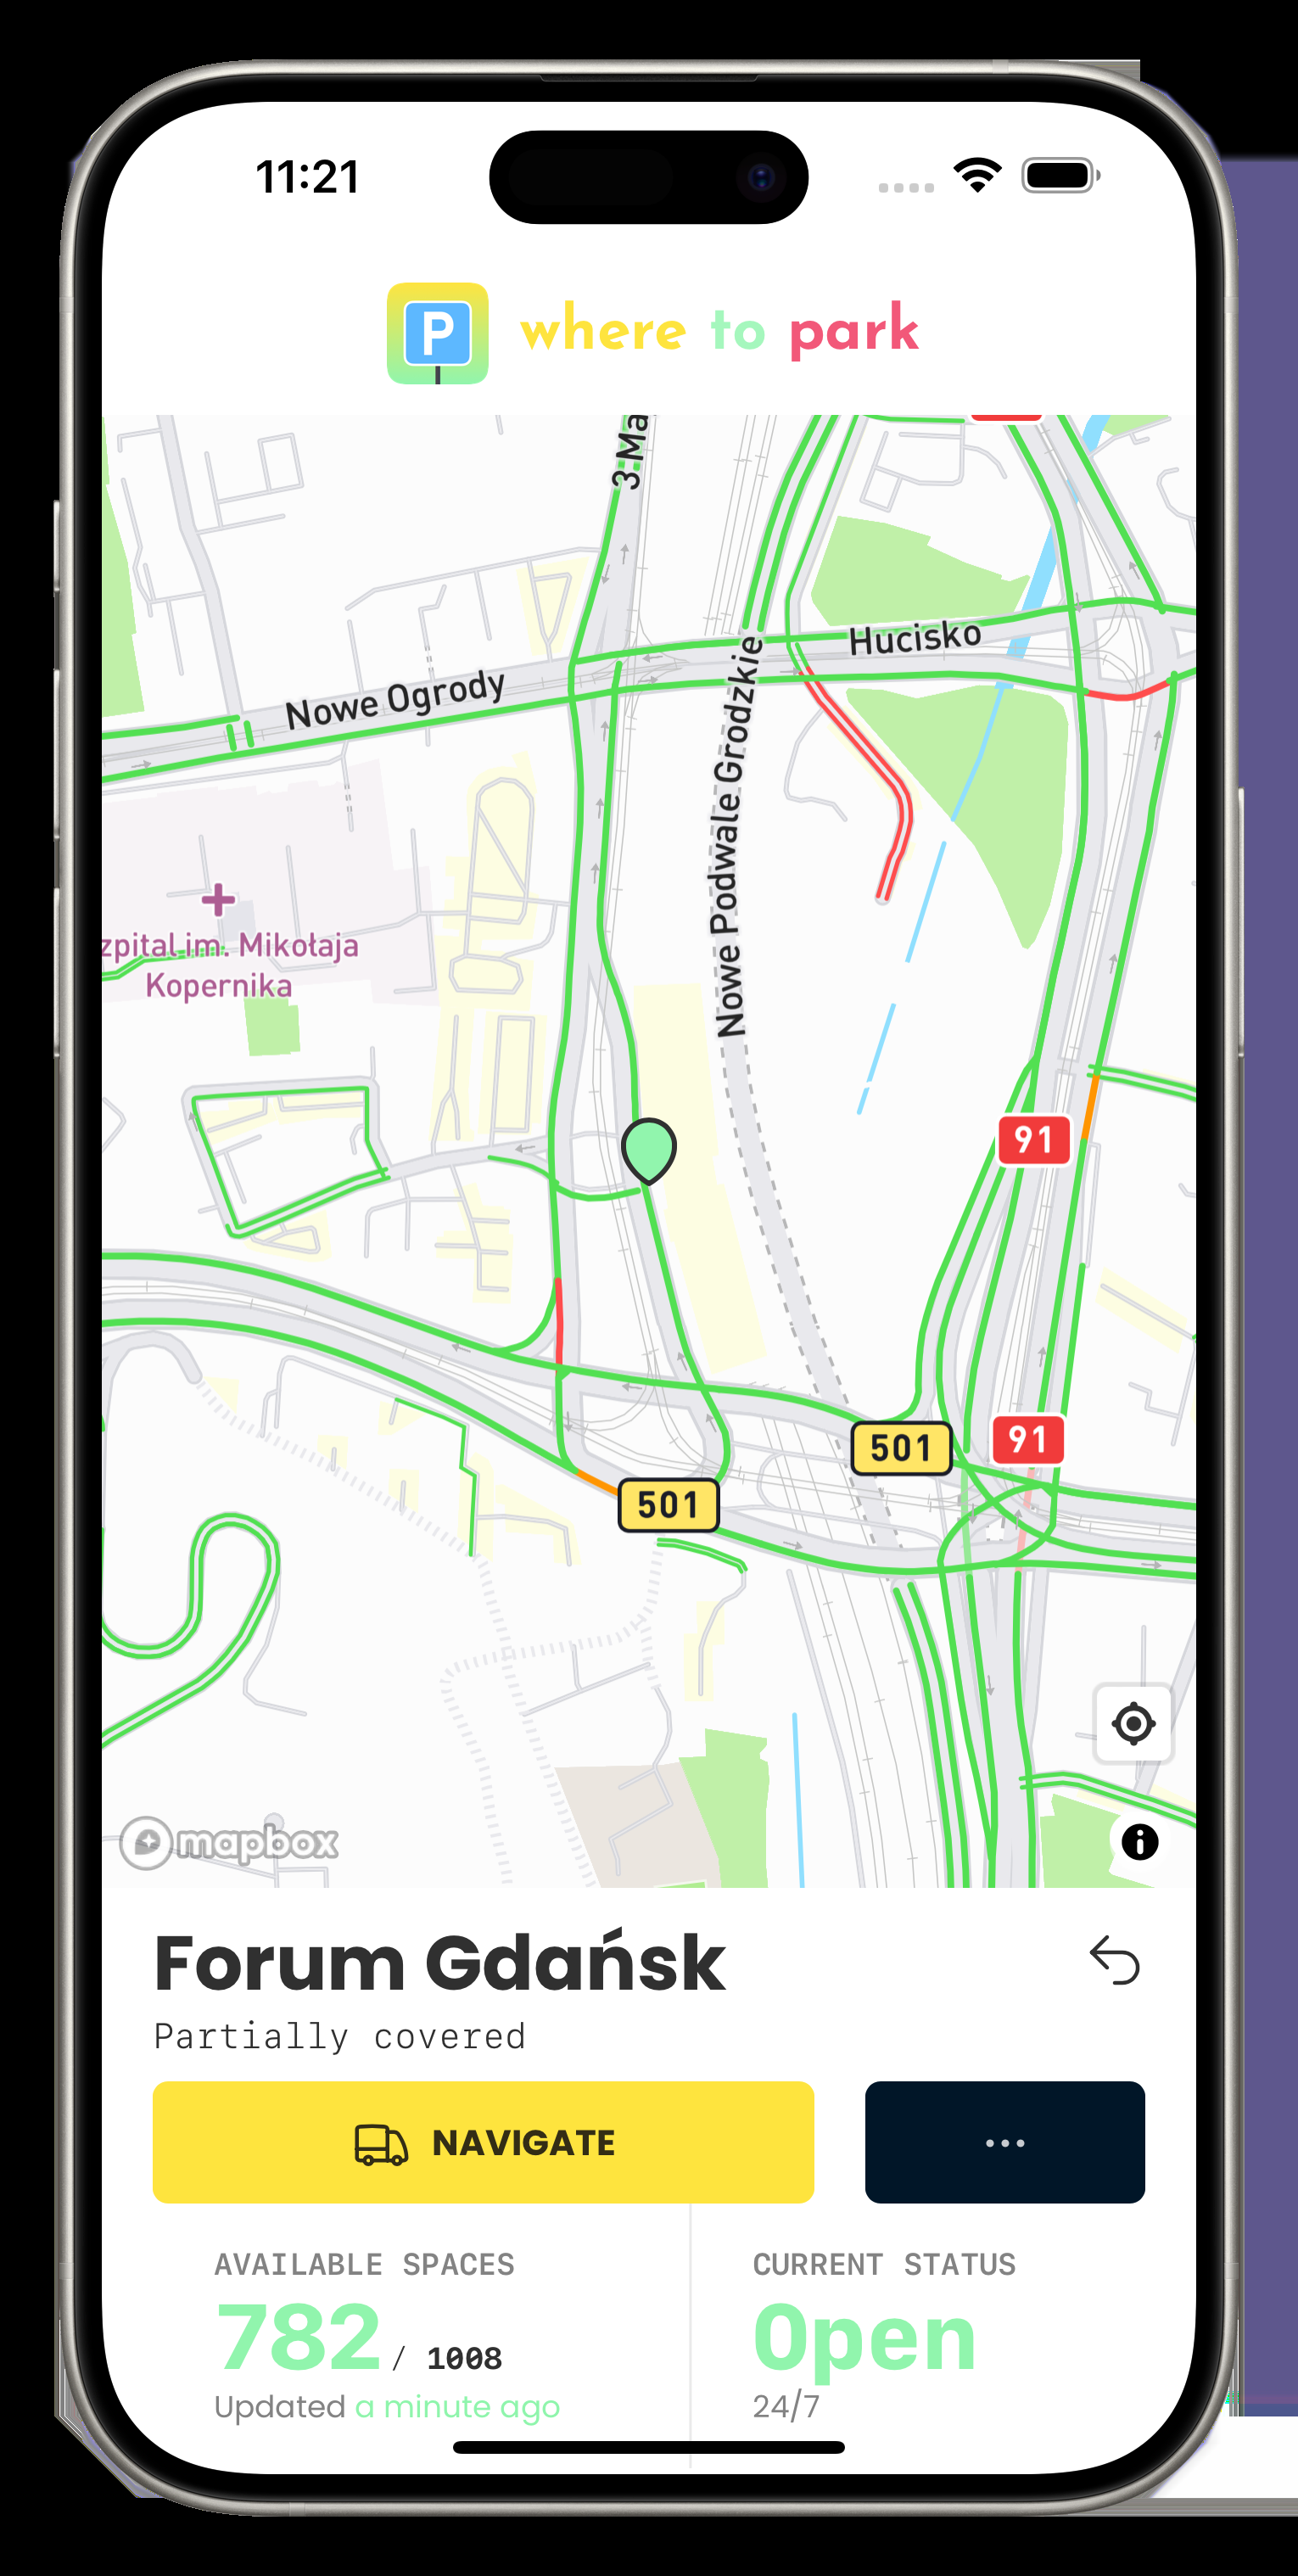 11:21
P where to park
3 Ma
Hucisko
Nowe Ogrody
Nowe Podwale Grodzkie
zpital im. Mikołaja
Kopernika
91
91
501
501
mapbox
Forum Gdańsk
Partially covered
NAVIGATE
...
AVAILABLE SPACES
782 / 1008
Updated a minute ago
CURRENT STATUS
Open
24/7